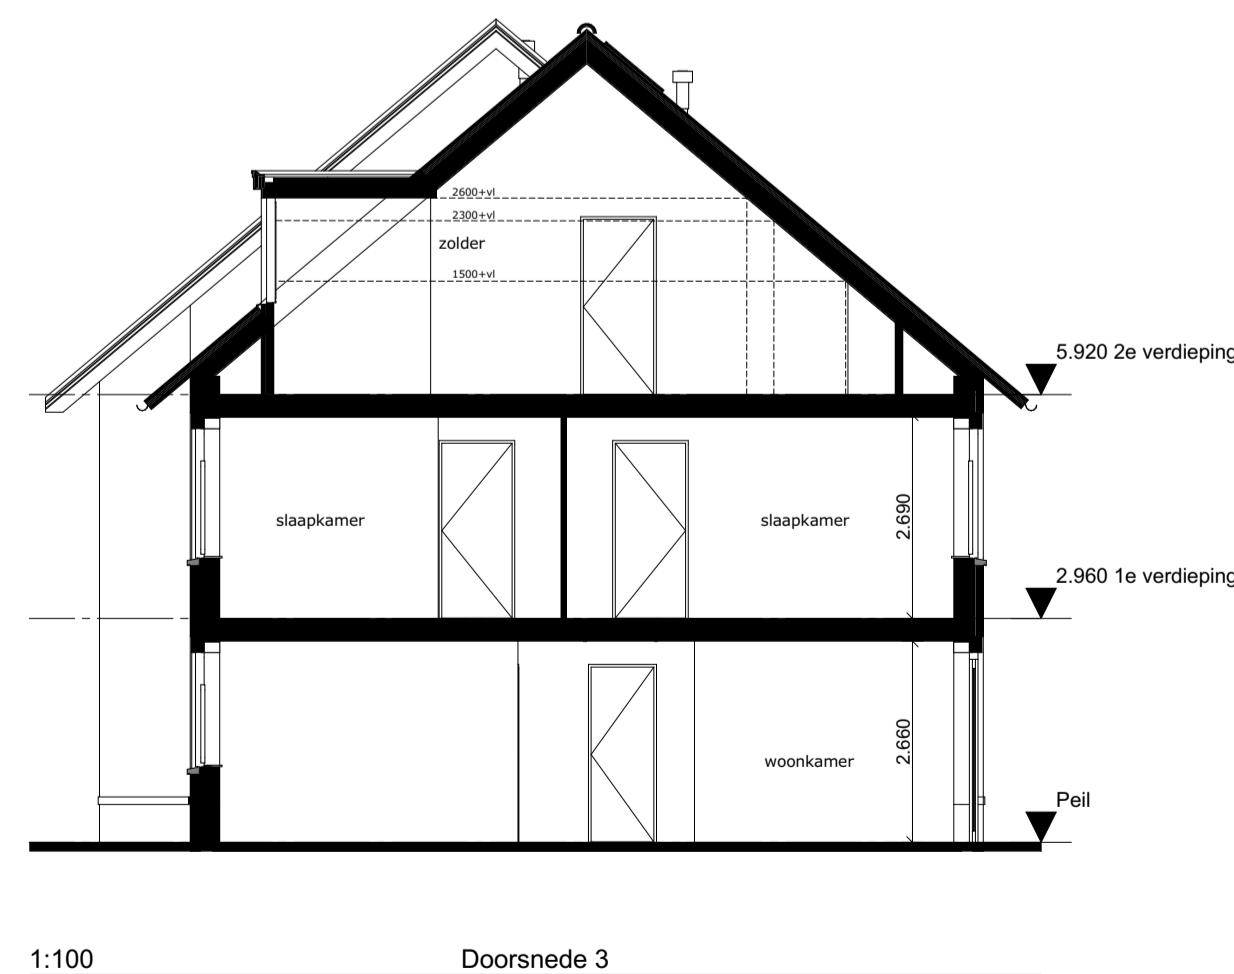 2600+vl
2300+vl
zolder
1500+vl
5.920 2e verdieping
slaapkamer
slaapkamer
2.690
2.960 1e verdieping
woonkamer
2.660
Peil
1:100
Doorsnede 3